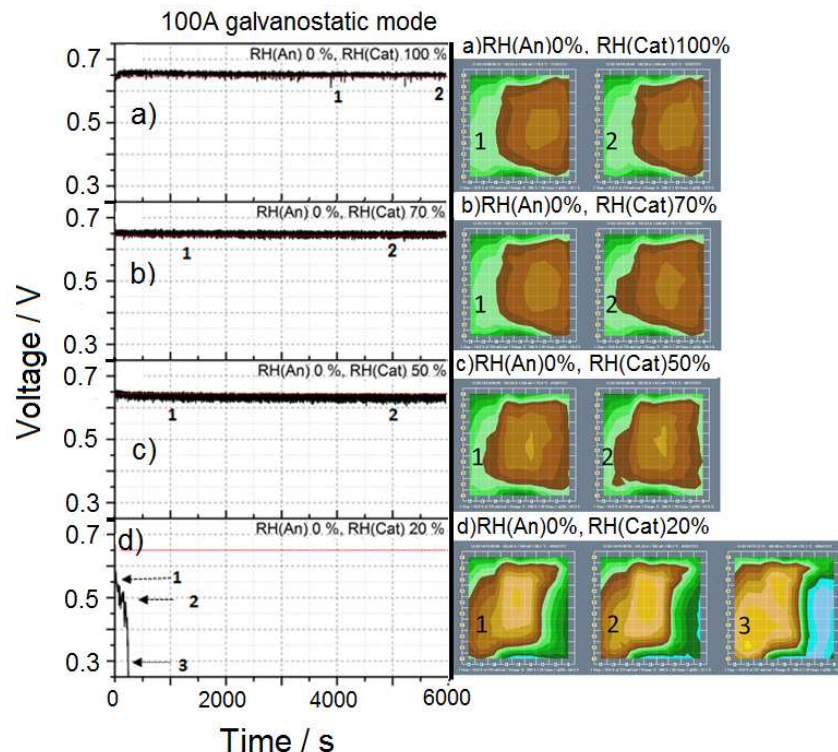 100A galvanostatic mode
Voltage / V
Time / s
0.7
0.5
0.3
RH(An) 0 %, RH(Cat) 100 %
a)
1
2
0.7
0.5
0.3
RH(An) 0 %, RH(Cat) 70 %
b)
1
2
0.7
0.5
0.3
RH(An) 0 %, RH(Cat) 50 %
c)
1
2
0.7
0.5
0.3
RH(An) 0 %, RH(Cat) 20 %
d)
1
2
3
0 2000 4000 6000
a)RH(An)0%, RH(Cat)100%
1 2
b)RH(An)0%, RH(Cat)70%
1 2
c)RH(An)0%, RH(Cat)50%
1 2
d)RH(An)0%, RH(Cat)20%
1 2 3